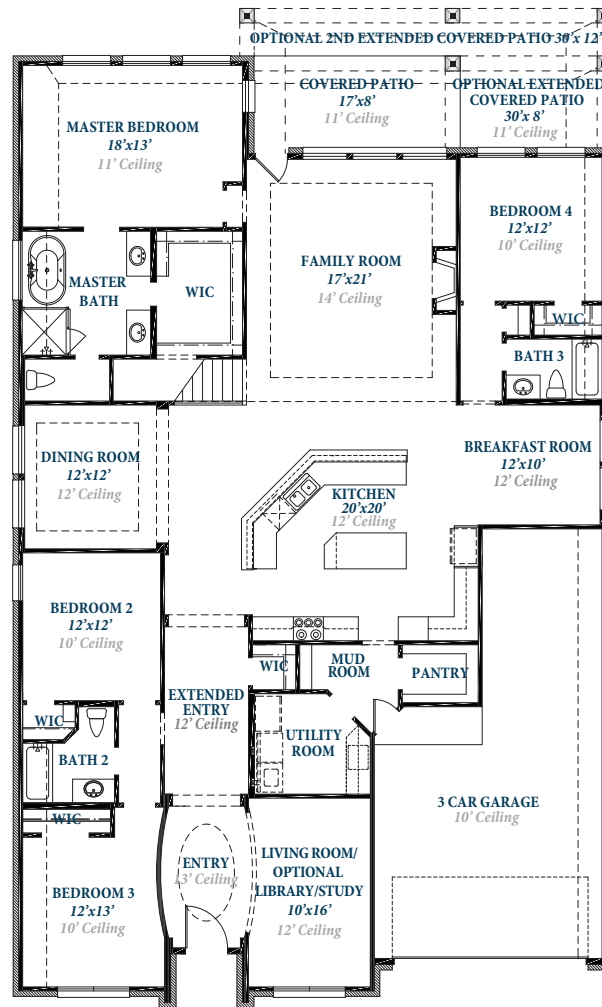 OPTIONAL 2ND EXTENDED COVERED PATIO 30'x 12'
COVERED PATIO
17'x8'
11' Ceiling
OPTIONAL EXTENDED
COVERED PATIO
30'x 8'
11' Ceiling
MASTER BEDROOM
18'x13'
11' Ceiling
BEDROOM 4
12'x12'
10' Ceiling
FAMILY ROOM
17'x21'
14' Ceiling
MASTER
BATH
WIC
WIC
BATH 3
DINING ROOM
12'x12'
12' Ceiling
BREAKFAST ROOM
12'x10'
12' Ceiling
KITCHEN
20'x20'
12' Ceiling
BEDROOM 2
12'x12'
10' Ceiling
WIC
MUD
ROOM
PANTRY
EXTENDED
ENTRY
12' Ceiling
WIC
UTILITY
ROOM
BATH 2
3 CAR GARAGE
10' Ceiling
WIC
ENTRY
13' Ceiling
LIVING ROOM/
OPTIONAL
LIBRARY/STUDY
10'x16'
12' Ceiling
BEDROOM 3
12'x13'
10' Ceiling